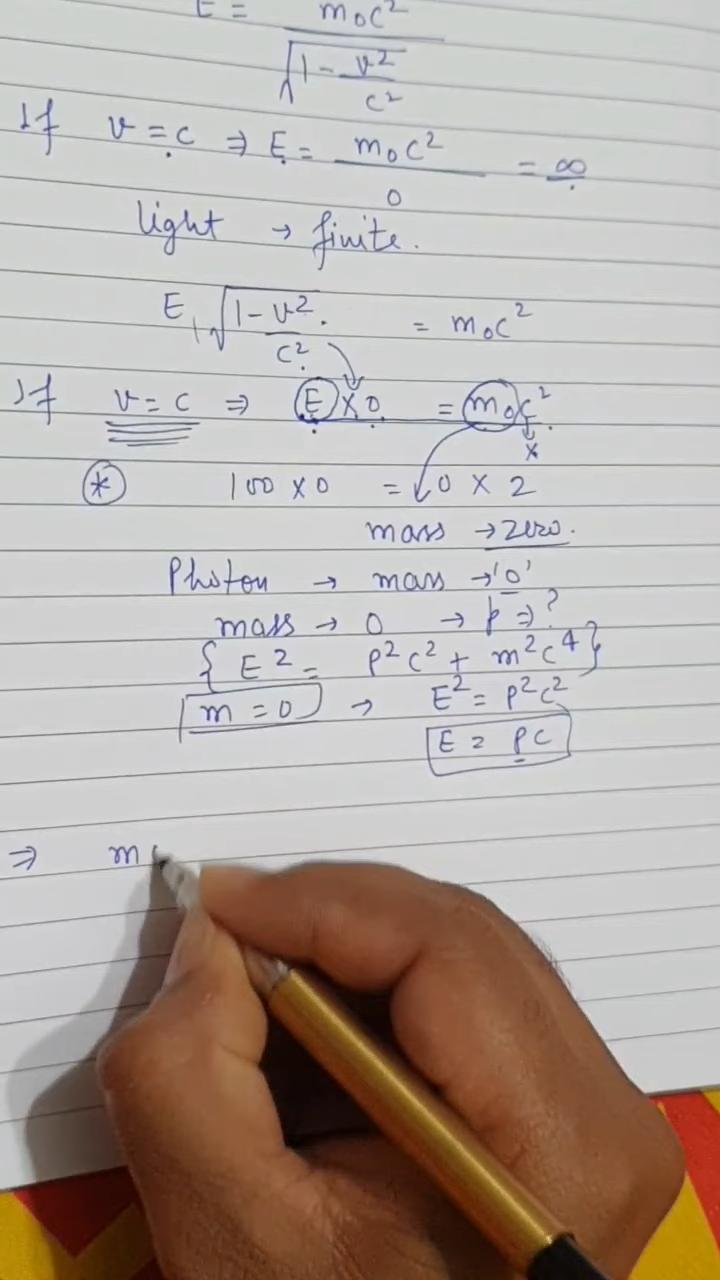 E = m₀c² / √(1 - v²/c²)
If v = c ⇒ E = m₀c² / 0 = ∞
light → finite.
E √(1 - v²/c²) = m₀c²
If v = c ⇒ E × 0 = m₀c² x
* 100 × 0 = 0 × 2
mass → zero.
Photon → mass → '0'
mass → 0 → p ⇒ ?
{ E² = p²c² + m²c⁴ }
m = 0 → E² = p²c²
E = pc
⇒ m